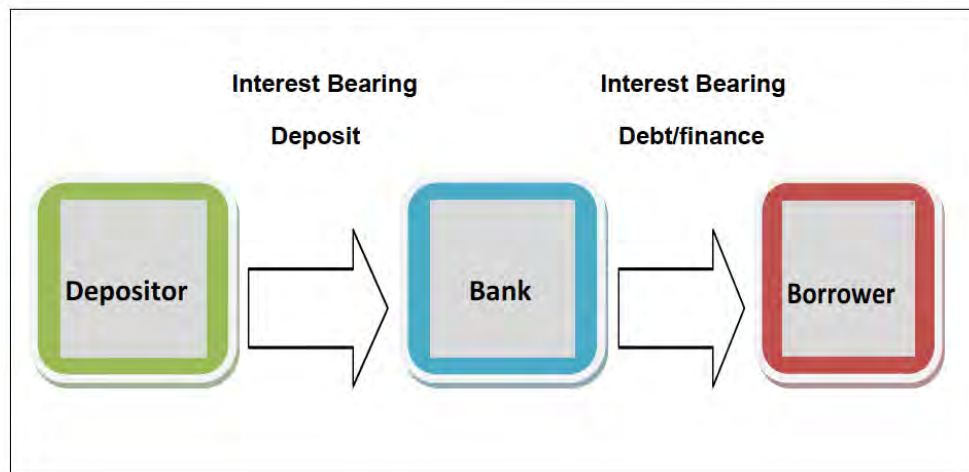 Interest Bearing
Deposit
Interest Bearing
Debt/finance
Depositor
Bank
Borrower